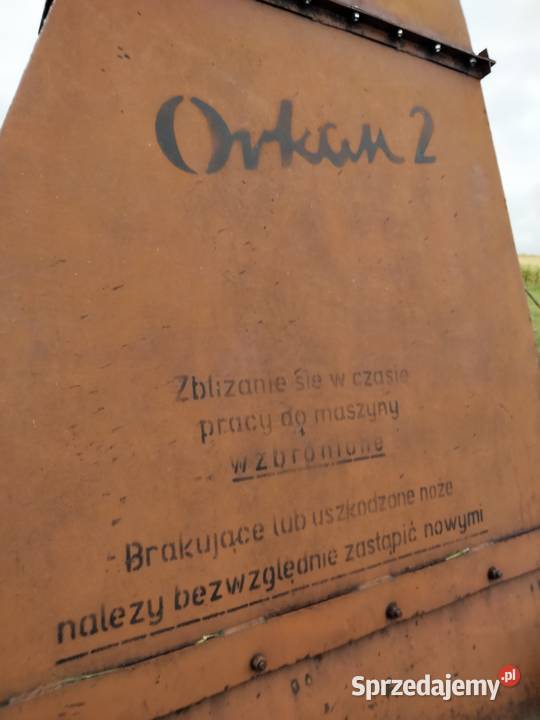 Orkan 2
Zbliżanie się w czasie
pracy do maszyny
wzbronione
- Brakujące lub uszkodzone noże
należy bezwzględnie zastąpić nowymi
Sprzedajemy.pl